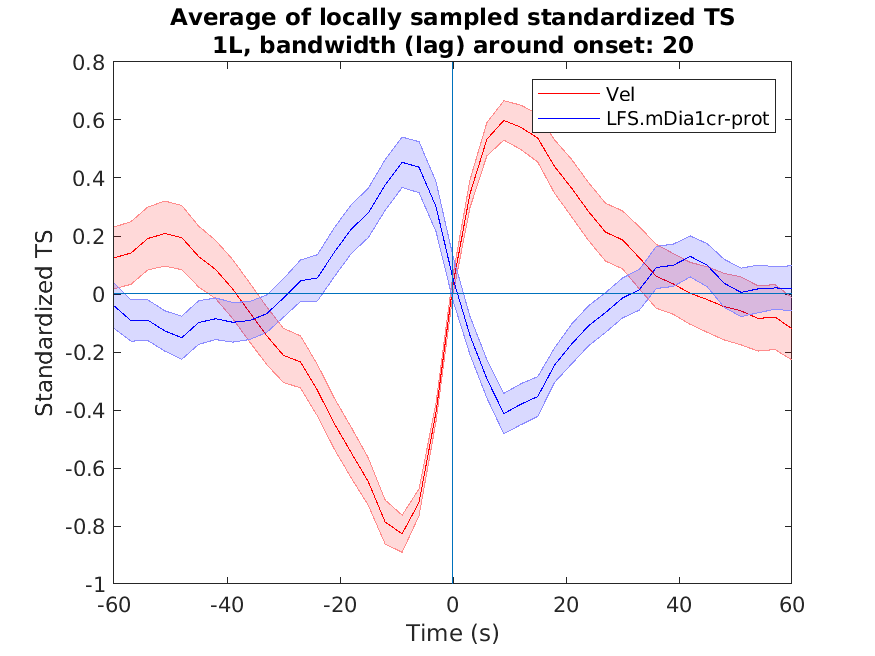 Average of locally sampled standardized TS
1L, bandwidth (lag) around onset: 20
Vel
LFS.mDia1cr-prot
Standardized TS
0.8
0.6
0.4
0.2
0
-0.2
-0.4
-0.6
-0.8
-1
-60
-40
-20
0
20
40
60
Time (s)